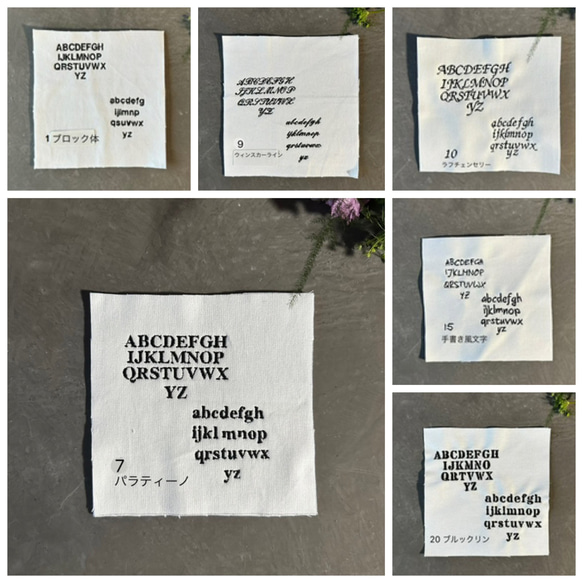 ABCDEFGH
IJKLMNOP
QRSTUVWX
YZ
abcdefg
ijlmnp
qsuvwx
yz
1 ブロック体
ABCDEFGH
IJKLMNOP
QRSTUVWX
YZ
abcdefgh
ijklmnop
qrstuvwx
yz
9
ウィンスカーライン
ABCDEFGH
IJKLMNOP
QRSTUVWX
YZ
abcdefgh
ijklmnop
qrstuvwx
yz
10
ラフチェンセリー
ABCDEFGH
IJKLMNOP
QRSTUVWX
YZ
abcdefgh
ijklmnop
qrstuvwx
yz
7
パラティーノ
ABCDEFGH
IJKLMNOP
QRSTUVWX
YZ
abcdefgh
ijklmnop
qrstuvwx
yz
15
手書き風文字
ABCDEFGH
IJKLMNO
QRTVWX
YZ
abcdefgh
ijklmnop
qrstuvwx
yz
20 ブルックリン